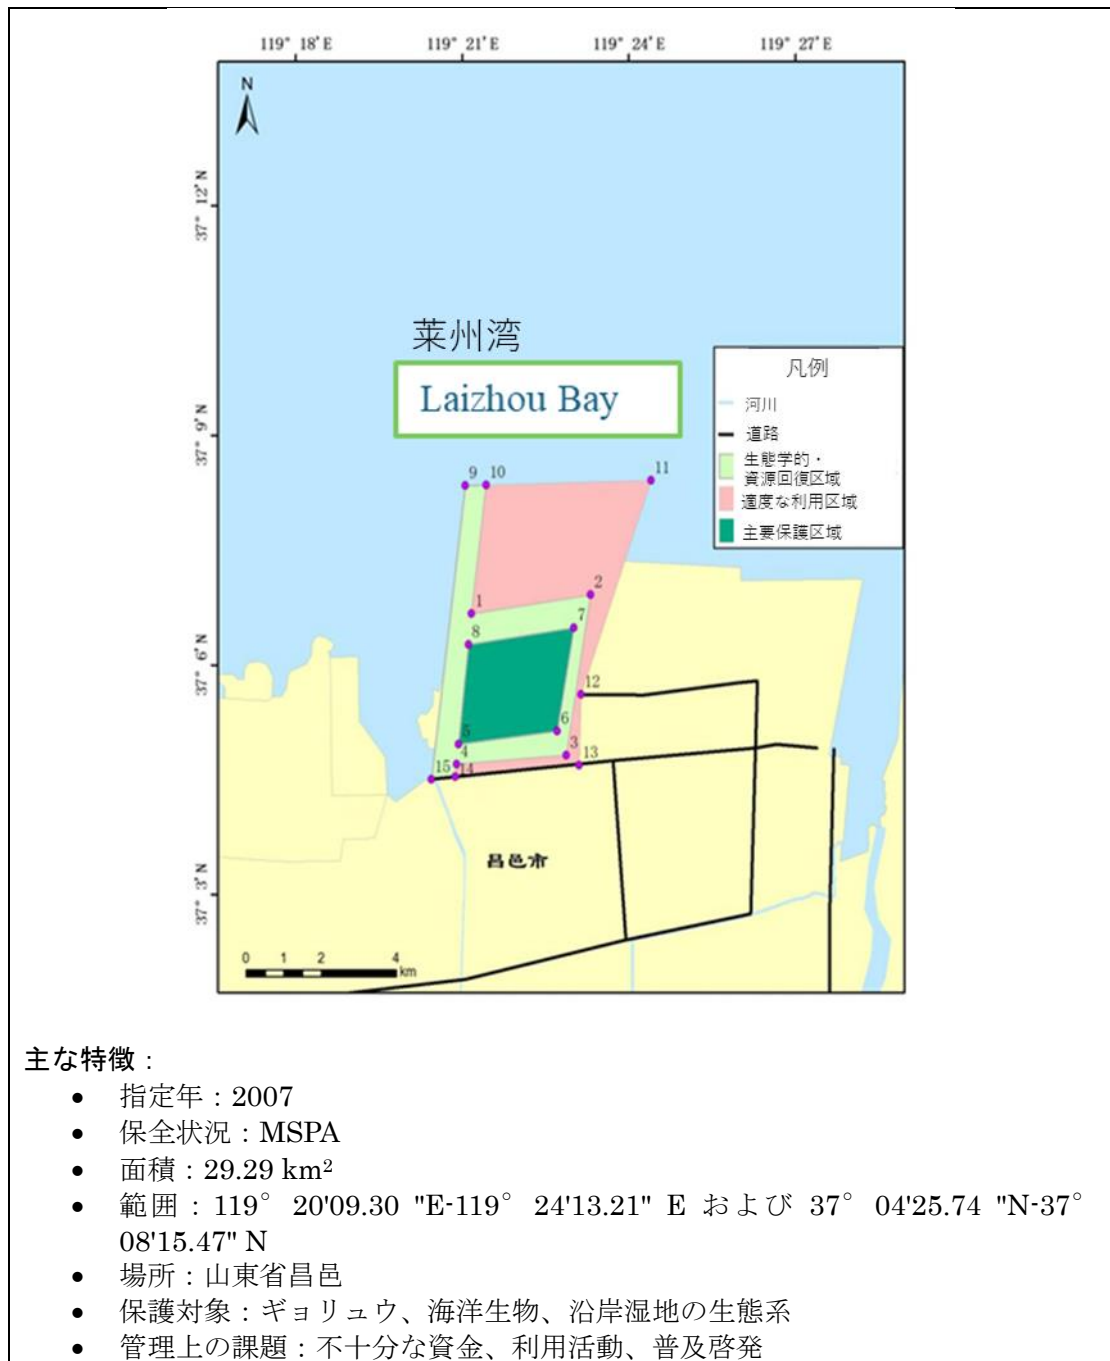 119° 18′ E
119° 21′ E
119° 24′ E
119° 27′ E
N
37° 12′ N
37° 9′ N
37° 6′ N
37° 3′ N
莱州湾
Laizhou Bay
凡例
河川
道路
生態学的・
資源回復区域
適度な利用区域
主要保護区域
9
10
11
1
2
8
7
12
5
6
4
3
13
15
14
昌邑市
0 1 2 4
km
主な特徴：
• 指定年：2007
• 保全状況：MSPA
• 面積：29.29 km²
• 範囲：119° 20'09.30 "E-119° 24'13.21" E および 37° 04'25.74 "N-37°
08'15.47" N
• 場所：山東省昌邑
• 保護対象：ギョリュウ、海洋生物、沿岸湿地の生態系
• 管理上の課題：不十分な資金、利用活動、普及啓発